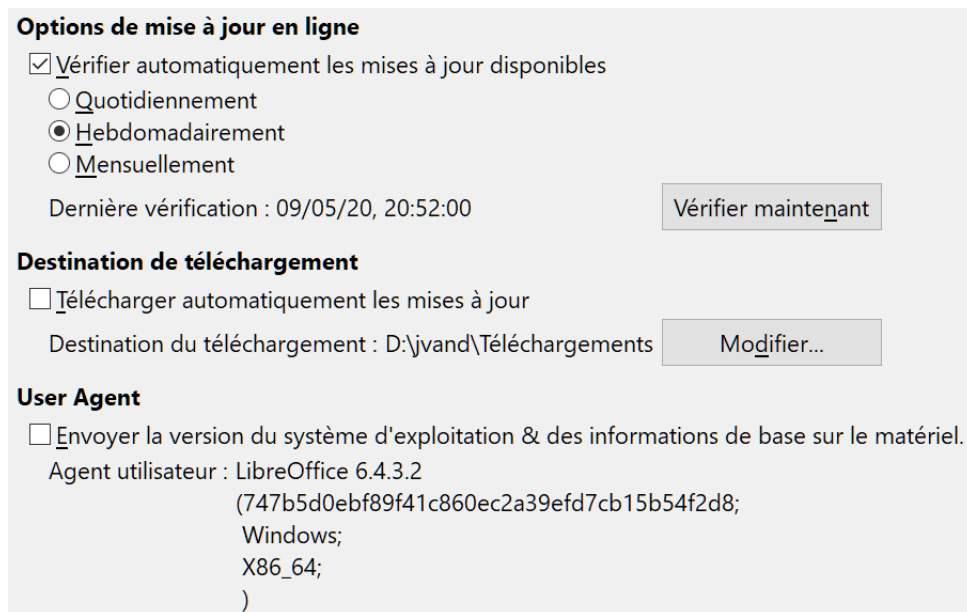 Options de mise à jour en ligne
Vérifier automatiquement les mises à jour disponibles
Quotidiennement
Hebdomadairement
Mensuellement
Dernière vérification : 09/05/20, 20:52:00 Vérifier maintenant
Destination de téléchargement
Télécharger automatiquement les mises à jour
Destination du téléchargement : D:\jvand\Téléchargements Modifier...
User Agent
Envoyer la version du système d'exploitation & des informations de base sur le matériel.
Agent utilisateur : LibreOffice 6.4.3.2
(747b5d0ebf89f41c860ec2a39efd7cb15b54f2d8;
Windows;
X86_64;
)